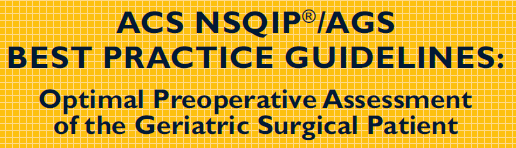 ACS NSQIP®/AGS
BEST PRACTICE GUIDELINES:
Optimal Preoperative Assessment
of the Geriatric Surgical Patient